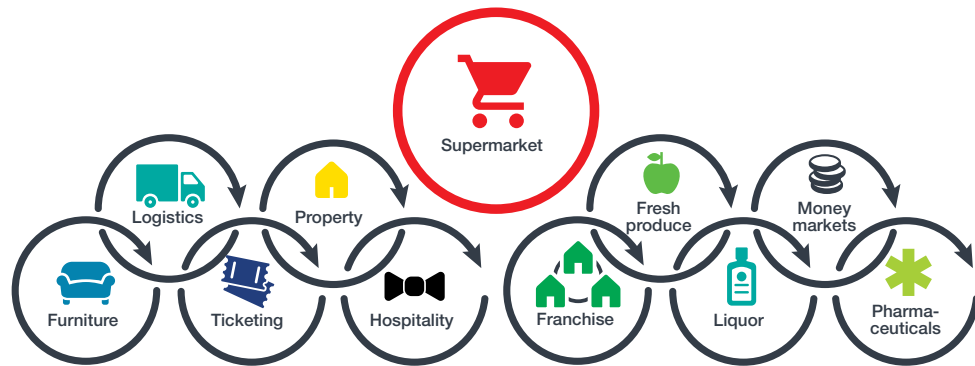 Supermarket
Logistics
Property
Fresh
produce
Money
markets
Furniture
Ticketing
Hospitality
Franchise
Liquor
Pharma-
ceuticals